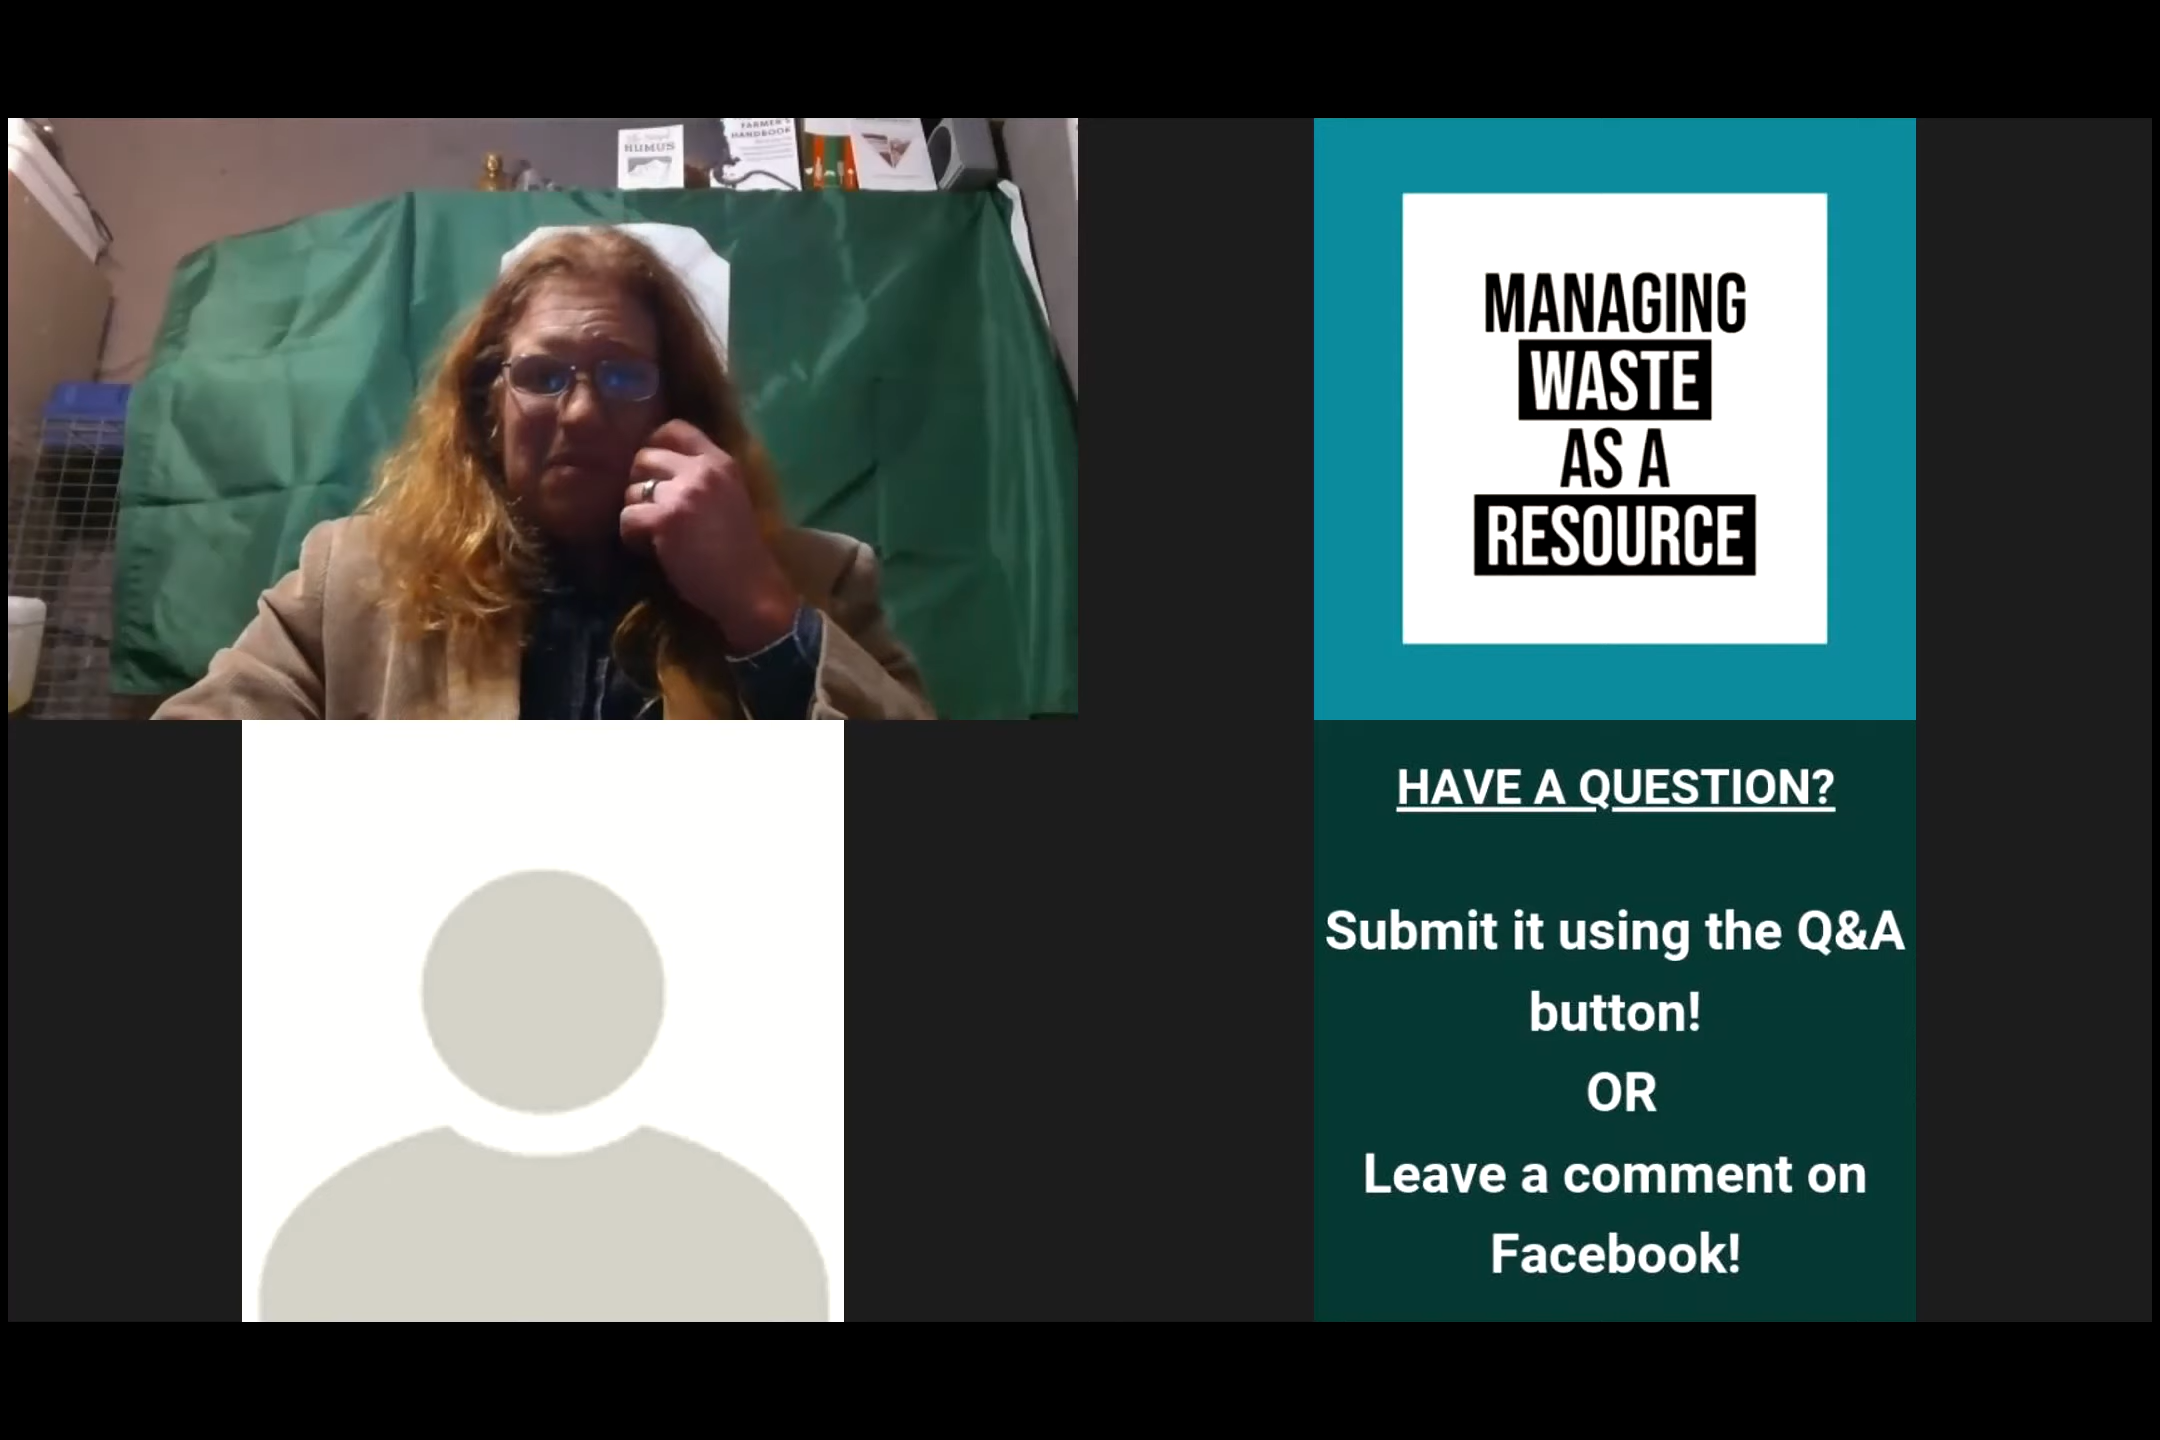 HUMUS
FARMER'S
HANDBOOK
MANAGING
WASTE
AS A
RESOURCE
HAVE A QUESTION?
Submit it using the Q&A
button!
OR
Leave a comment on
Facebook!